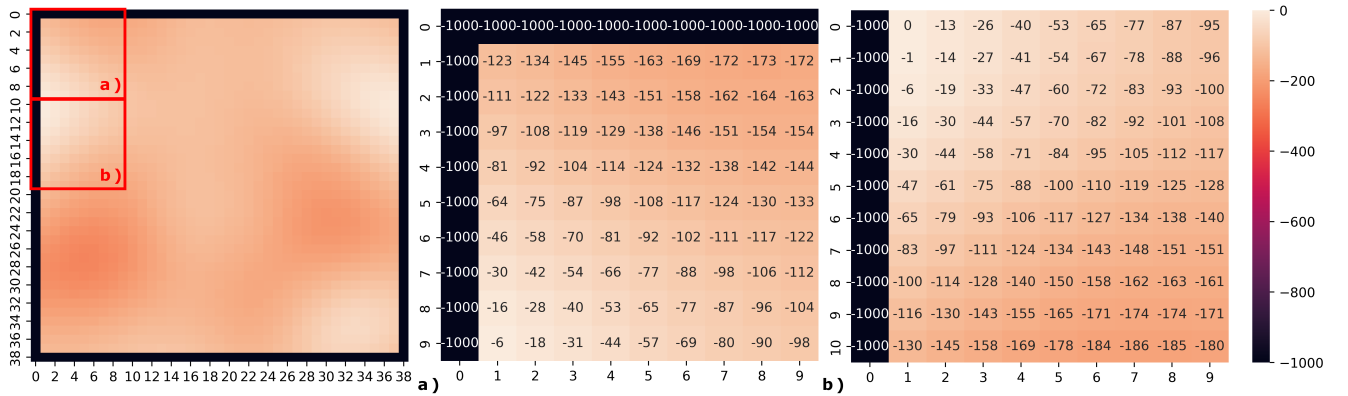 0 2 4 6 8 10 12 14 16 18 20 22 24 26 28 30 32 34 36 38
a)
b)
0 2 4 6 8 10 12 14 16 18 20 22 24 26 28 30 32 34 36 38
0 -1000 -1000 -1000 -1000 -1000 -1000 -1000 -1000 -1000 -1000
1 -1000 -123 -134 -145 -155 -163 -169 -172 -173 -172
2 -1000 -111 -122 -133 -143 -151 -158 -162 -164 -163
3 -1000 -97 -108 -119 -129 -138 -146 -151 -154 -154
4 -1000 -81 -92 -104 -114 -124 -132 -138 -142 -144
5 -1000 -64 -75 -87 -98 -108 -117 -124 -130 -133
6 -1000 -46 -58 -70 -81 -92 -102 -111 -117 -122
7 -1000 -30 -42 -54 -66 -77 -88 -98 -106 -112
8 -1000 -16 -28 -40 -53 -65 -77 -87 -96 -104
9 -1000 -6 -18 -31 -44 -57 -69 -80 -90 -98
0 1 2 3 4 5 6 7 8 9
a)
0 -1000 0 -13 -26 -40 -53 -65 -77 -87 -95
1 -1000 -1 -14 -27 -41 -54 -67 -78 -88 -96
2 -1000 -6 -19 -33 -47 -60 -72 -83 -93 -100
3 -1000 -16 -30 -44 -57 -70 -82 -92 -101 -108
4 -1000 -30 -44 -58 -71 -84 -95 -105 -112 -117
5 -1000 -47 -61 -75 -88 -100 -110 -119 -125 -128
6 -1000 -65 -79 -93 -106 -117 -127 -134 -138 -140
7 -1000 -83 -97 -111 -124 -134 -143 -148 -151 -151
8 -1000 -100 -114 -128 -140 -150 -158 -162 -163 -161
9 -1000 -116 -130 -143 -155 -165 -171 -174 -174 -171
10 -1000 -130 -145 -158 -169 -178 -184 -186 -185 -180
0 1 2 3 4 5 6 7 8 9
b)
0
−200
−400
−600
−800
−1000